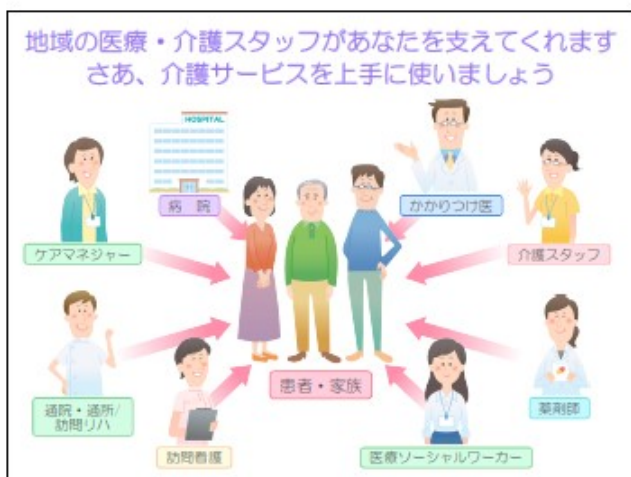 地域の医療・介護スタッフがあなたを支えてくれます
さあ、介護サービスを上手に使いましょう
HOSPITAL
病 院
かかりつけ医
ケアマネジャー
介護スタッフ
患者・家族
通院・通所/
訪問リハ
薬剤師
訪問看護
医療ソーシャルワーカー